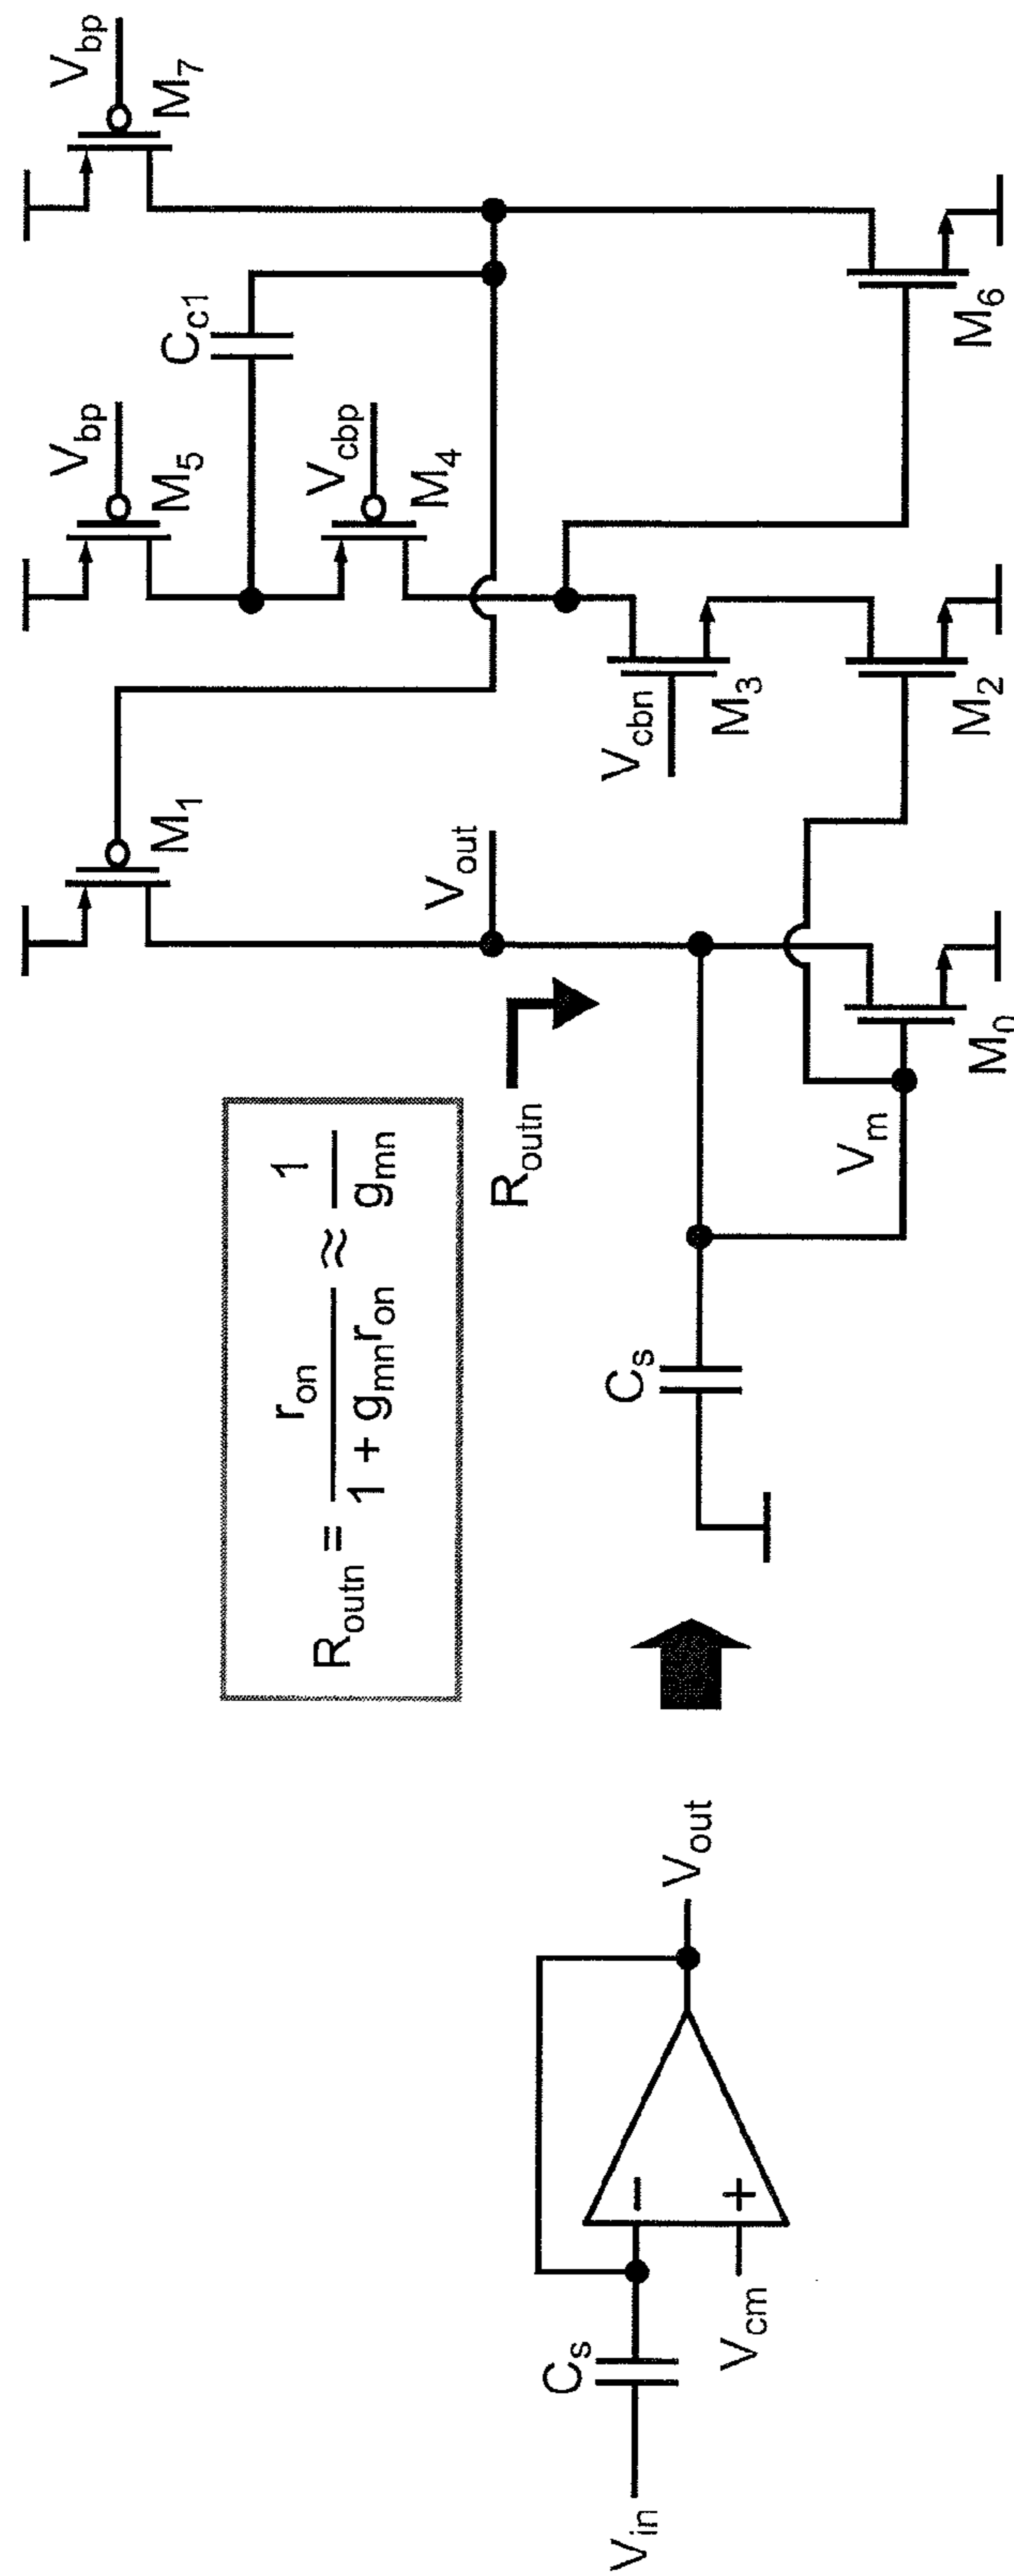 V_in
C_s
V_cm
−
+
V_out
R_outn = r_on / (1 + g_mn r_on) ≈ 1 / g_mn
R_outn
C_s
V_m
M_0
V_out
M_1
V_cbn
M_3
M_2
V_bp
M_5
V_cbp
M_4
C_c1
V_bp
M_7
M_6